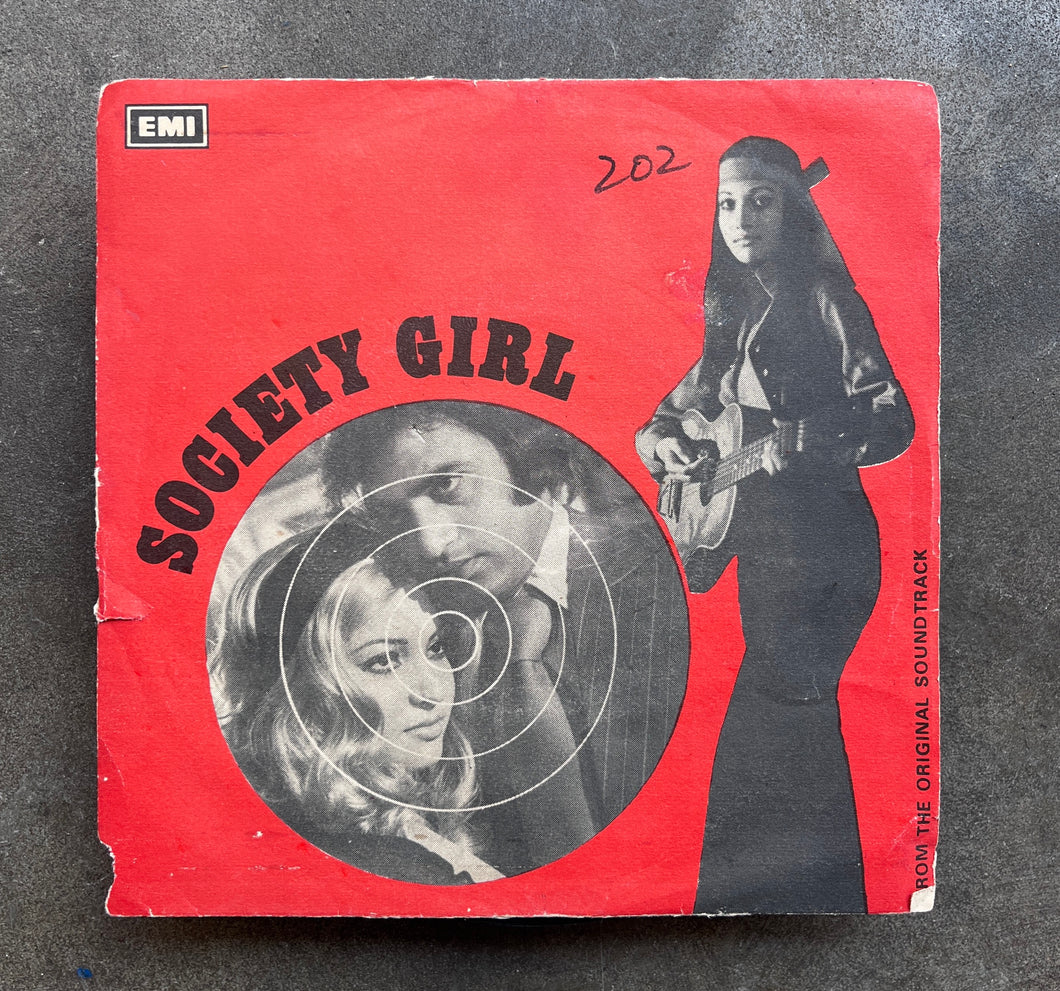 EMI
202
SOCIETY GIRL
ROM THE ORIGINAL SOUNDTRACK